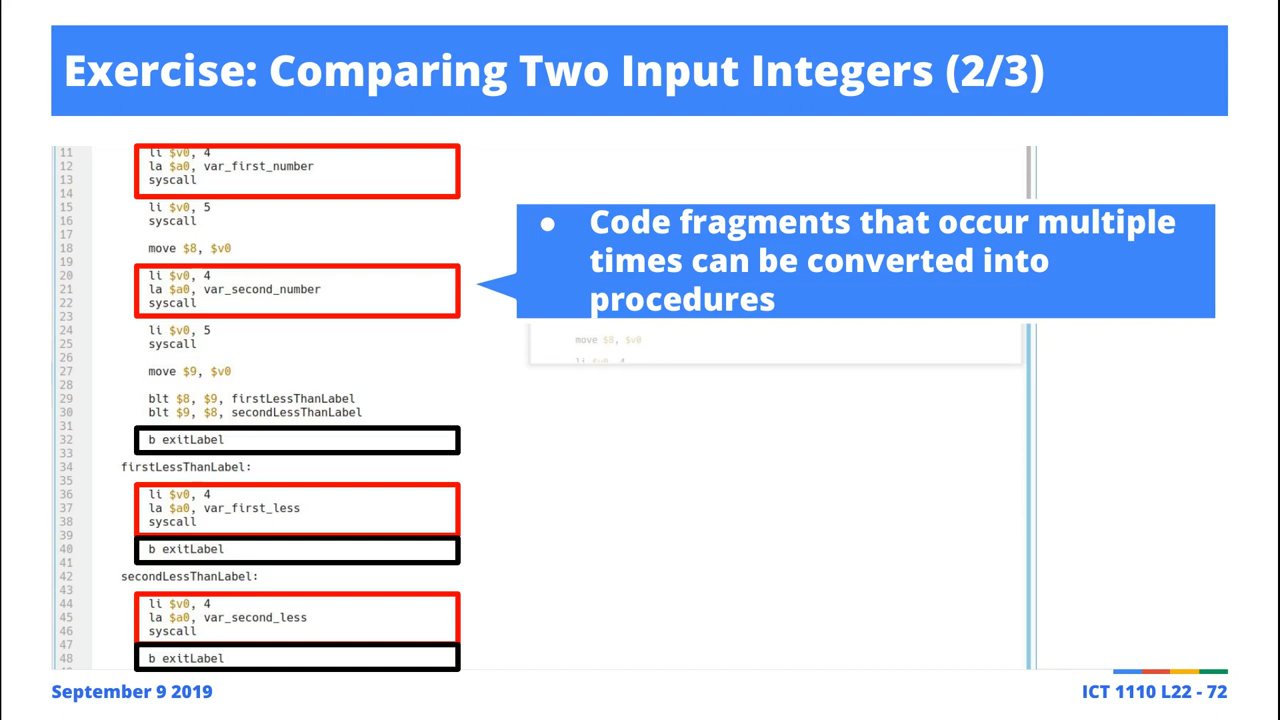 Exercise: Comparing Two Input Integers (2/3)
11 li $v0, 4
12 la $a0, var_first_number
13 syscall
14
15 li $v0, 5
16 syscall
17
18 move $8, $v0
19
20 li $v0, 4
21 la $a0, var_second_number
22 syscall
23
24 li $v0, 5
25 syscall
26
27 move $9, $v0
28
29 blt $8, $9, firstLessThanLabel
30 blt $9, $8, secondLessThanLabel
31
32 b exitLabel
33
34 firstLessThanLabel:
35
36 li $v0, 4
37 la $a0, var_first_less
38 syscall
39
40 b exitLabel
41
42 secondLessThanLabel:
43
44 li $v0, 4
45 la $a0, var_second_less
46 syscall
47
48 b exitLabel
● Code fragments that occur multiple
times can be converted into
procedures
move $8, $v0
li $v0, 4
September 9 2019
ICT 1110 L22 - 72